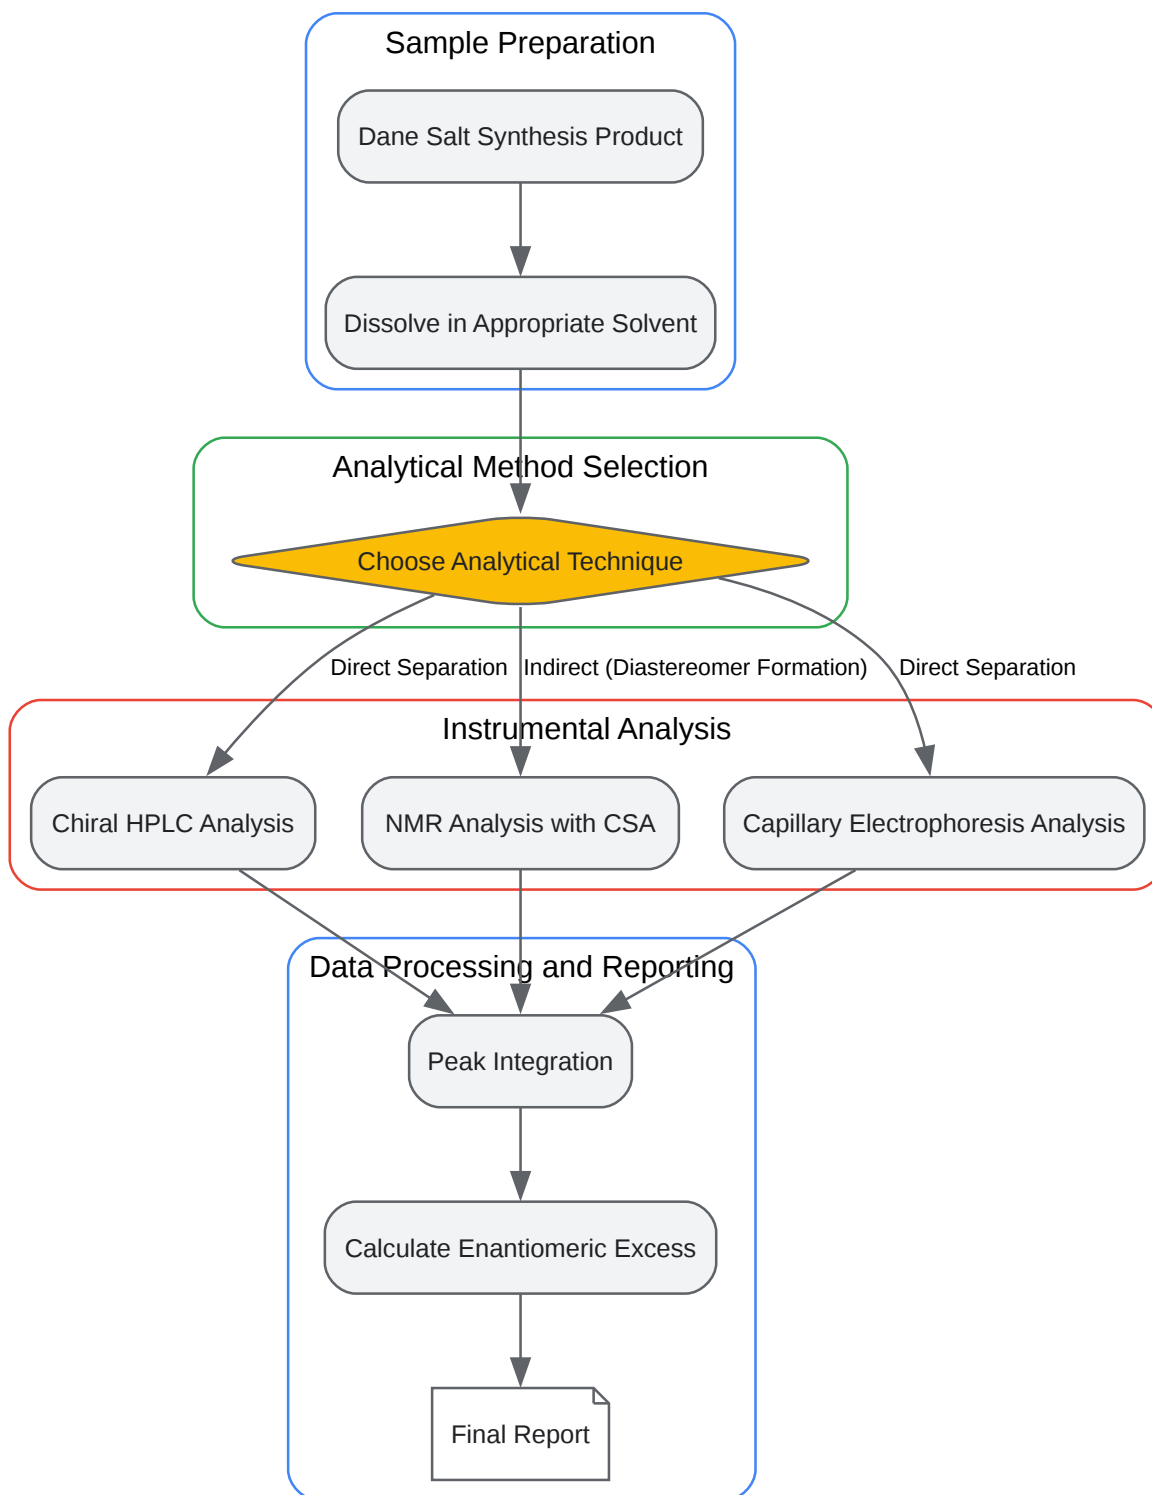 Sample Preparation
Dane Salt Synthesis Product
Dissolve in Appropriate Solvent
Analytical Method Selection
Choose Analytical Technique
Direct Separation
Indirect (Diastereomer Formation)
Direct Separation
Instrumental Analysis
Chiral HPLC Analysis
NMR Analysis with CSA
Capillary Electrophoresis Analysis
Data Processing and Reporting
Peak Integration
Calculate Enantiomeric Excess
Final Report